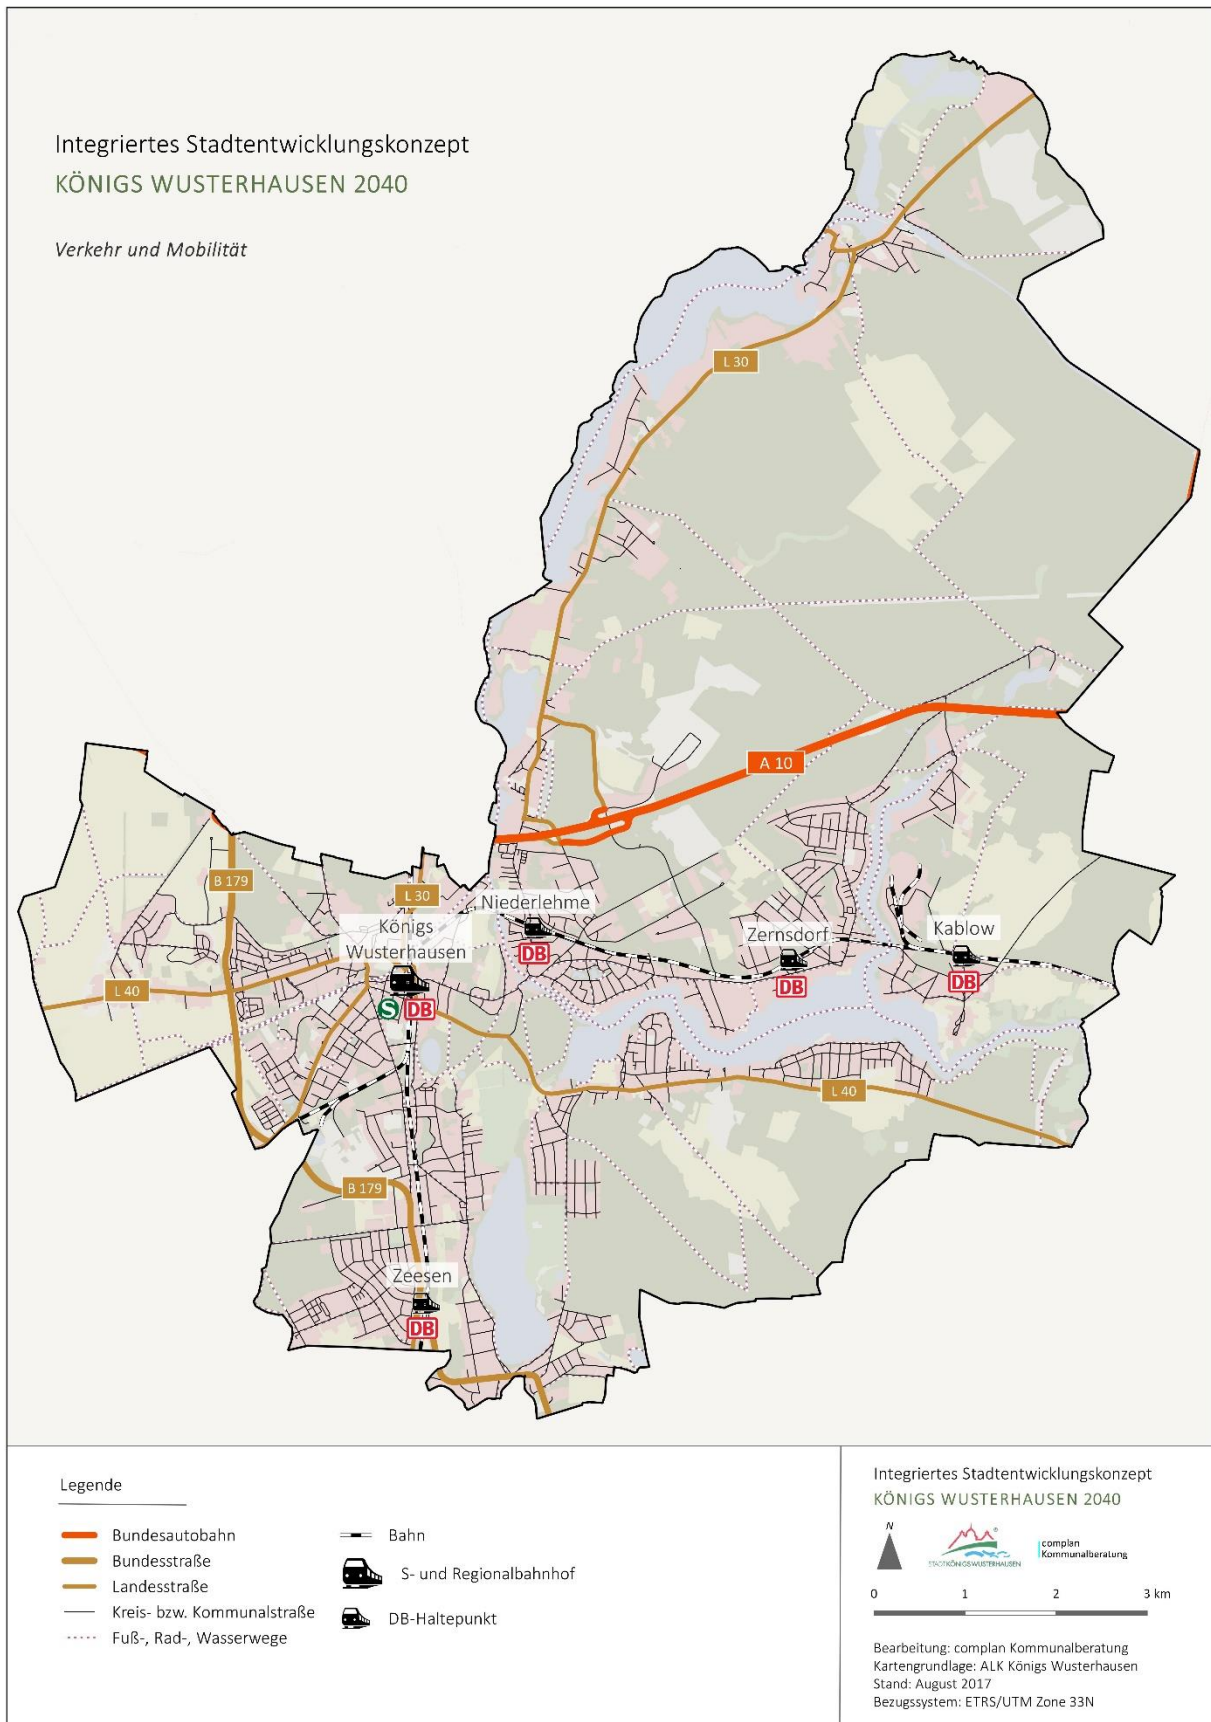 Integriertes Stadtentwicklungskonzept
KÖNIGS WUSTERHAUSEN 2040
Verkehr und Mobilität
L 30
A 10
B 179
L 30
Niederlehme
Königs
Wusterhausen
Zernsdorf
Kablow
DB
L 40
S
DB
DB
DB
L 40
B 179
Zeesen
DB
Legende
Bundesautobahn
Bundesstraße
Landesstraße
Kreis- bzw. Kommunalstraße
Fuß-, Rad-, Wasserwege
Bahn
S- und Regionalbahnhof
DB-Haltepunkt
Integriertes Stadtentwicklungskonzept
KÖNIGS WUSTERHAUSEN 2040
N
STADTKÖNIGSWUSTERHAUSEN
complan
Kommunalberatung
0 1 2 3 km
Bearbeitung: complan Kommunalberatung
Kartengrundlage: ALK Königs Wusterhausen
Stand: August 2017
Bezugssystem: ETRS/UTM Zone 33N